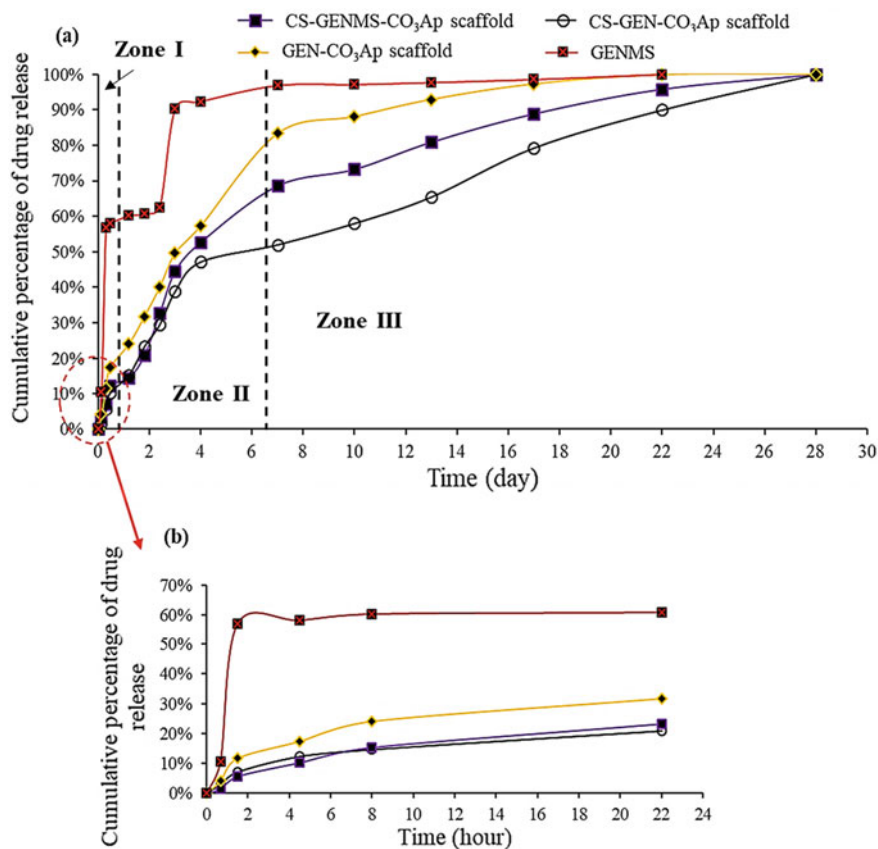 CS-GENMS-CO₃Ap scaffold CS-GEN-CO₃Ap scaffold
GEN-CO₃Ap scaffold GENMS
(a) Zone I
100%
90%
80%
70%
60%
50%
40%
30%
20%
10%
0%
Cumulative percentage of drug release
Zone III
Zone II
0 2 4 6 8 10 12 14 16 18 20 22 24 26 28 30
Time (day)
(b)
70%
60%
50%
40%
30%
20%
10%
0%
Cumulative percentage of drug
release
0 2 4 6 8 10 12 14 16 18 20 22 24
Time (hour)